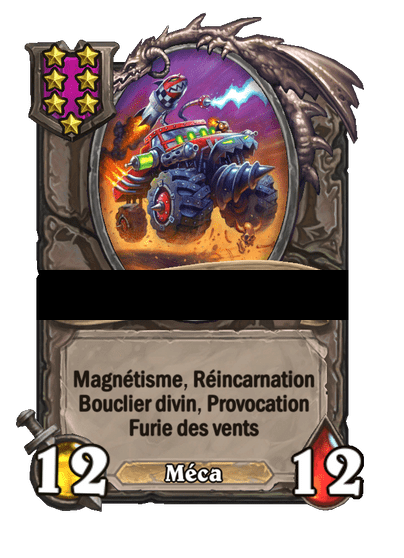 Magnétisme, Réincarnation
Bouclier divin, Provocation
Furie des vents
12
Méca
12